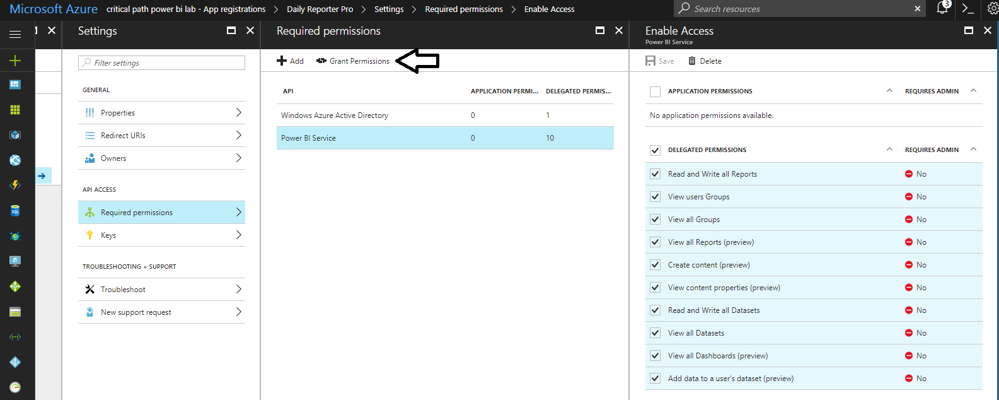 Microsoft Azure critical path power bi lab - App registrations > Daily Reporter Pro > Settings > Required permissions > Enable Access
Search resources
3
Settings
Filter settings
GENERAL
Properties
Redirect URIs
Owners
API ACCESS
Required permissions
Keys
TROUBLESHOOTING + SUPPORT
Troubleshoot
New support request
Required permissions
Add Grant Permissions
API APPLICATION PERMI... DELEGATED PERMIS...
Windows Azure Active Directory 0 1
Power BI Service 0 10
Enable Access
Power BI Service
Save Delete
APPLICATION PERMISSIONS REQUIRES ADMIN
No application permissions available.
DELEGATED PERMISSIONS REQUIRES ADMIN
Read and Write all Reports No
View users Groups No
View all Groups No
View all Reports (preview) No
Create content (preview) No
View content properties (preview) No
Read and Write all Datasets No
View all Datasets No
View all Dashboards (preview) No
Add data to a user's dataset (preview) No
SQL